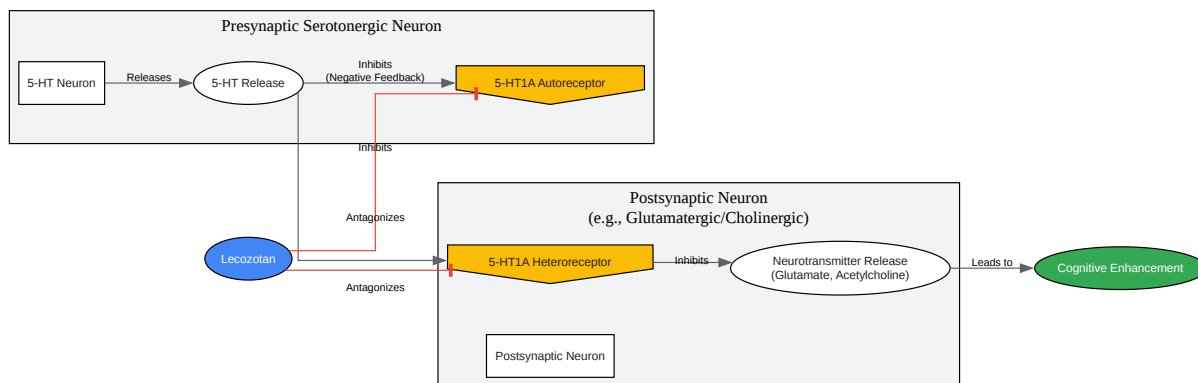 Presynaptic Serotonergic Neuron
5-HT Neuron
Releases
5-HT Release
Inhibits
(Negative Feedback)
5-HT1A Autoreceptor
Inhibits
Postsynaptic Neuron
(e.g., Glutamatergic/Cholinergic)
Antagonizes
Lecozotan
5-HT1A Heteroreceptor
Inhibits
Neurotransmitter Release
(Glutamate, Acetylcholine)
Leads to
Cognitive Enhancement
Antagonizes
Postsynaptic Neuron